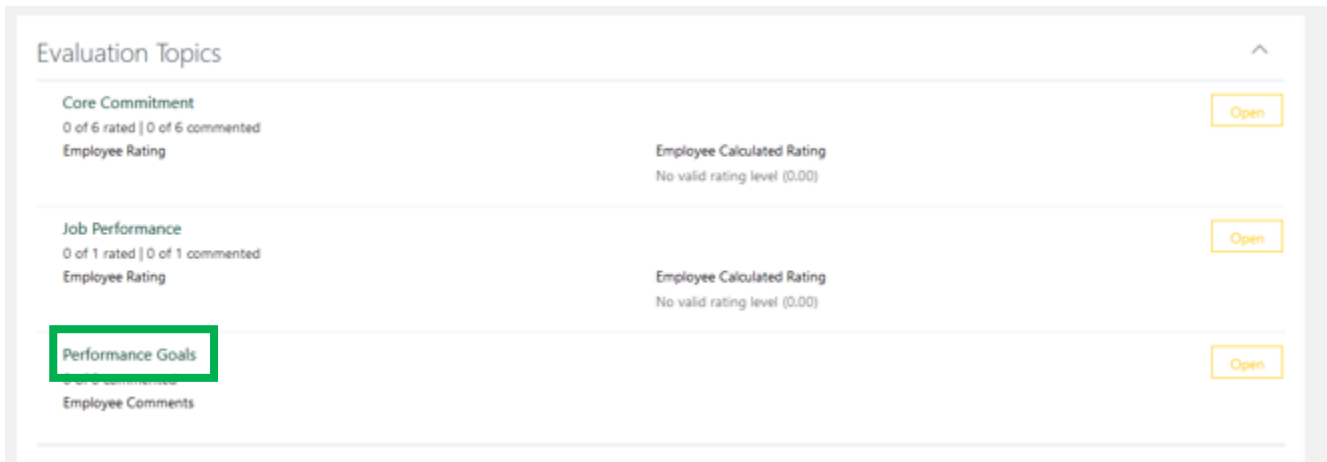 Evaluation Topics
Core Commitment
Open
0 of 6 rated | 0 of 6 commented
Employee Rating
Employee Calculated Rating
No valid rating level (0.00)
Job Performance
Open
0 of 1 rated | 0 of 1 commented
Employee Rating
Employee Calculated Rating
No valid rating level (0.00)
Performance Goals
Open
commented
Employee Comments